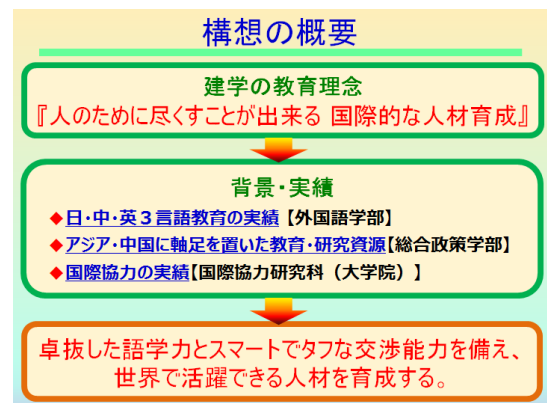 構想の概要
建学の教育理念
『人のために尽くすことが出来る 国際的な人材育成』
背景・実績
◆日・中・英３言語教育の実績【外国語学部】
◆アジア・中国に軸足を置いた教育・研究資源【総合政策学部】
◆国際協力の実績【国際協力研究科（大学院）】
卓抜した語学力とスマートでタフな交渉能力を備え、
世界で活躍できる人材を育成する。